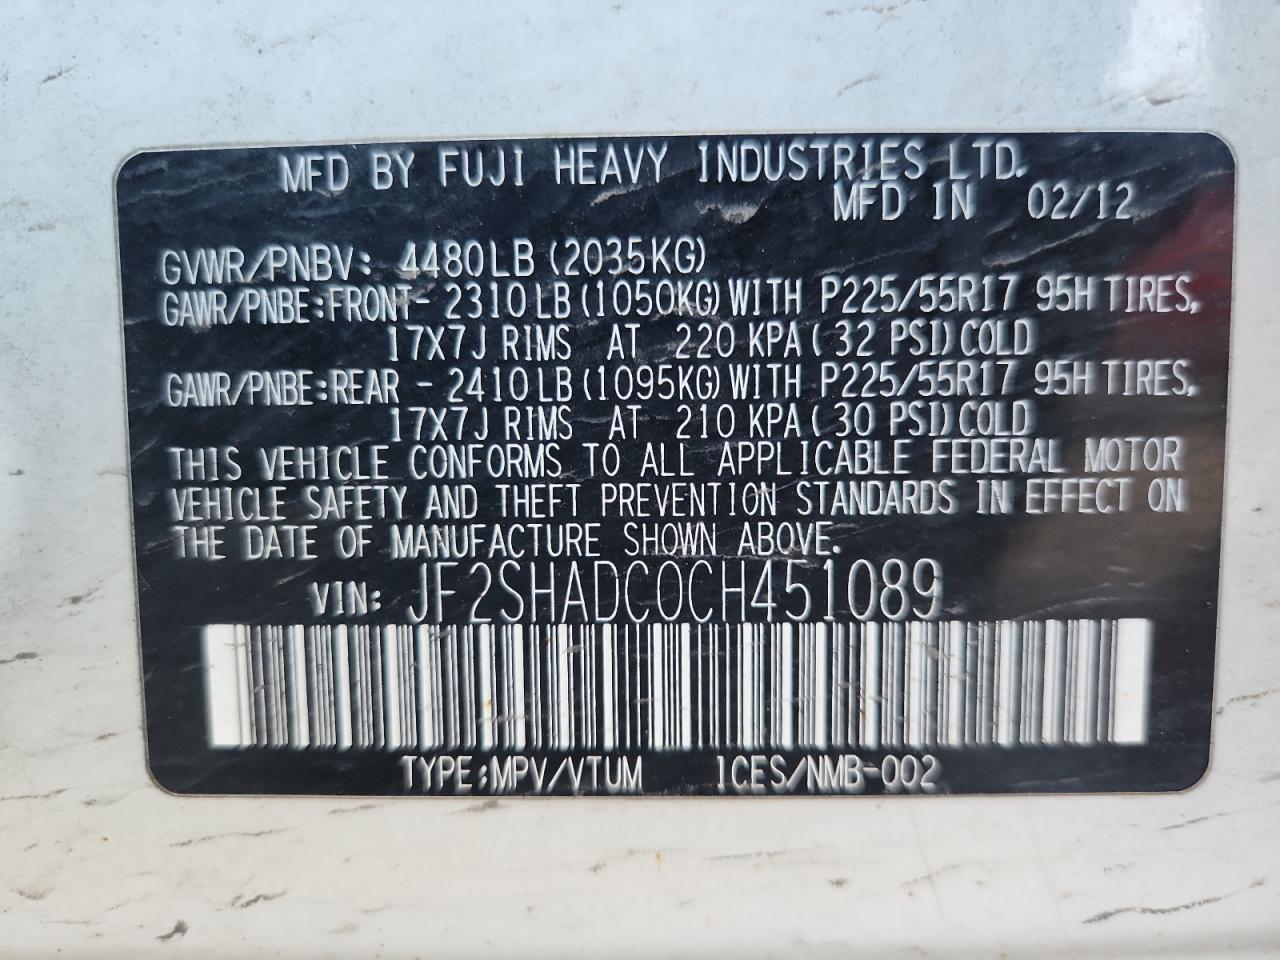 MFD BY FUJI HEAVY INDUSTRIES LTD.
MFD IN 02/12
GVWR/PNBV: 4480LB (2035KG)
GAWR/PNBE:FRONT- 2310LB (1050KG) WITH P225/55R17 95H TIRES,
17X7J RIMS AT 220 KPA ( 32 PSI) COLD
GAWR/PNBE:REAR - 2410LB (1095KG) WITH P225/55R17 95H TIRES,
17X7J RIMS AT 210 KPA ( 30 PSI) COLD
THIS VEHICLE CONFORMS TO ALL APPLICABLE FEDERAL MOTOR
VEHICLE SAFETY AND THEFT PREVENTION STANDARDS IN EFFECT ON
THE DATE OF MANUFACTURE SHOWN ABOVE.
VIN: JF2SHADC0CH451089
TYPE:MPV/VTUM ICES/NMB-002